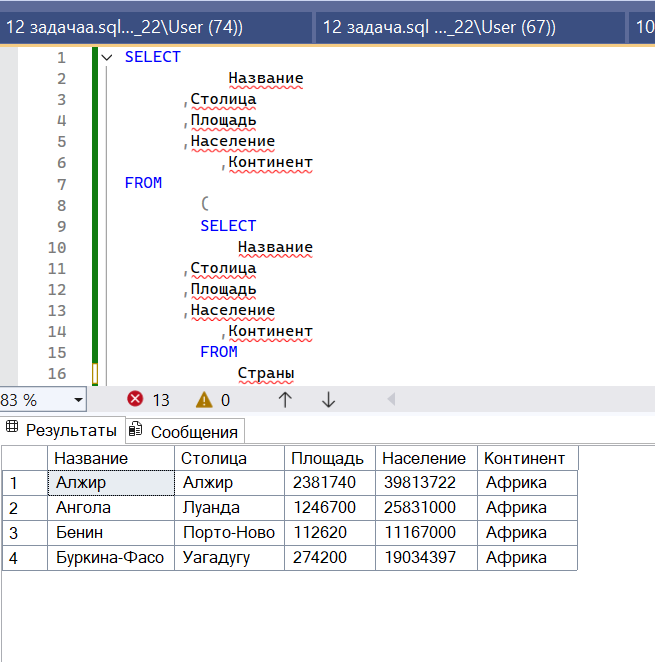 12 задачаа.sql..._22\User (74)) 12 задача.sql ..._22\User (67)) 10
1 SELECT
2 Название
3 ,Столица
4 ,Площадь
5 ,Население
6 ,Континент
7 FROM
8 (
9 SELECT
10 Название
11 ,Столица
12 ,Площадь
13 ,Население
14 ,Континент
15 FROM
16 Страны
83 % 13 0
Результаты Сообщения
Название Столица Площадь Население Континент
1 Алжир Алжир 2381740 39813722 Африка
2 Ангола Луанда 1246700 25831000 Африка
3 Бенин Порто-Ново 112620 11167000 Африка
4 Буркина-Фасо Уагадугу 274200 19034397 Африка